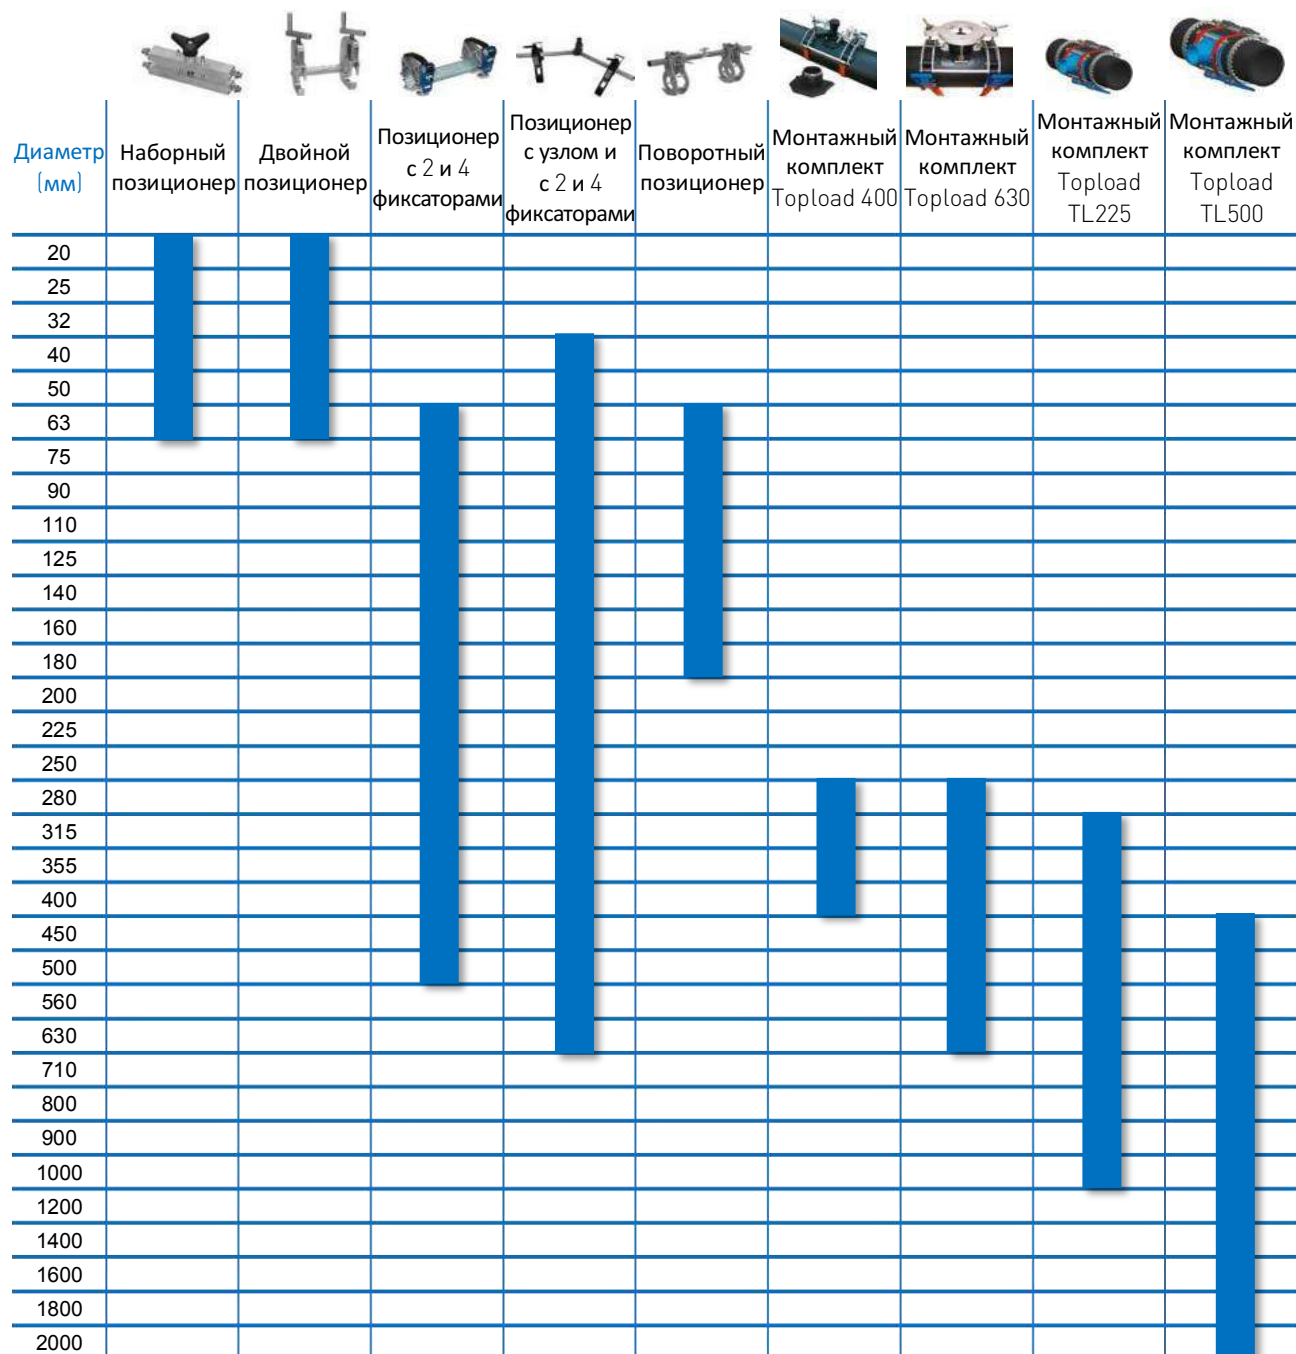 Диаметр
(мм)
Наборный
позиционер
Двойной
позиционер
Позиционер
с 2 и 4
фиксаторами
Позиционер
с узлом и
с 2 и 4
фиксаторами
Поворотный
позиционер
Монтажный
комплект
Topload 400
Монтажный
комплект
Topload 630
Монтажный
комплект
Topload
TL225
Монтажный
комплект
Topload
TL500
20
25
32
40
50
63
75
90
110
125
140
160
180
200
225
250
280
315
355
400
450
500
560
630
710
800
900
1000
1200
1400
1600
1800
2000